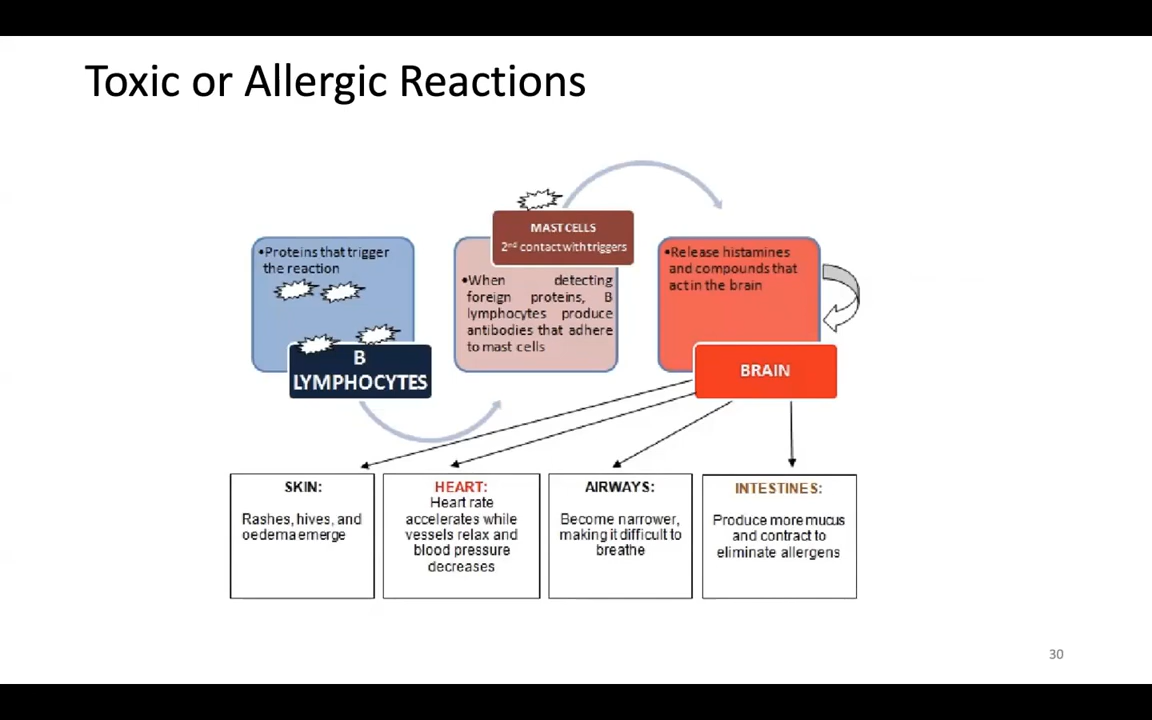 Toxic or Allergic Reactions
•Proteins that trigger
the reaction
B
LYMPHOCYTES
MAST CELLS
2nd contact with triggers
•When detecting
foreign proteins, B
lymphocytes produce
antibodies that adhere
to mast cells
•Release histamines
and compounds that
act in the brain
BRAIN
SKIN:
Rashes, hives, and
oedema emerge
HEART:
Heart rate
accelerates while
vessels relax and
blood pressure
decreases
AIRWAYS:
Become narrower,
making it difficult to
breathe
INTESTINES:
Produce more mucus
and contract to
eliminate allergens
30